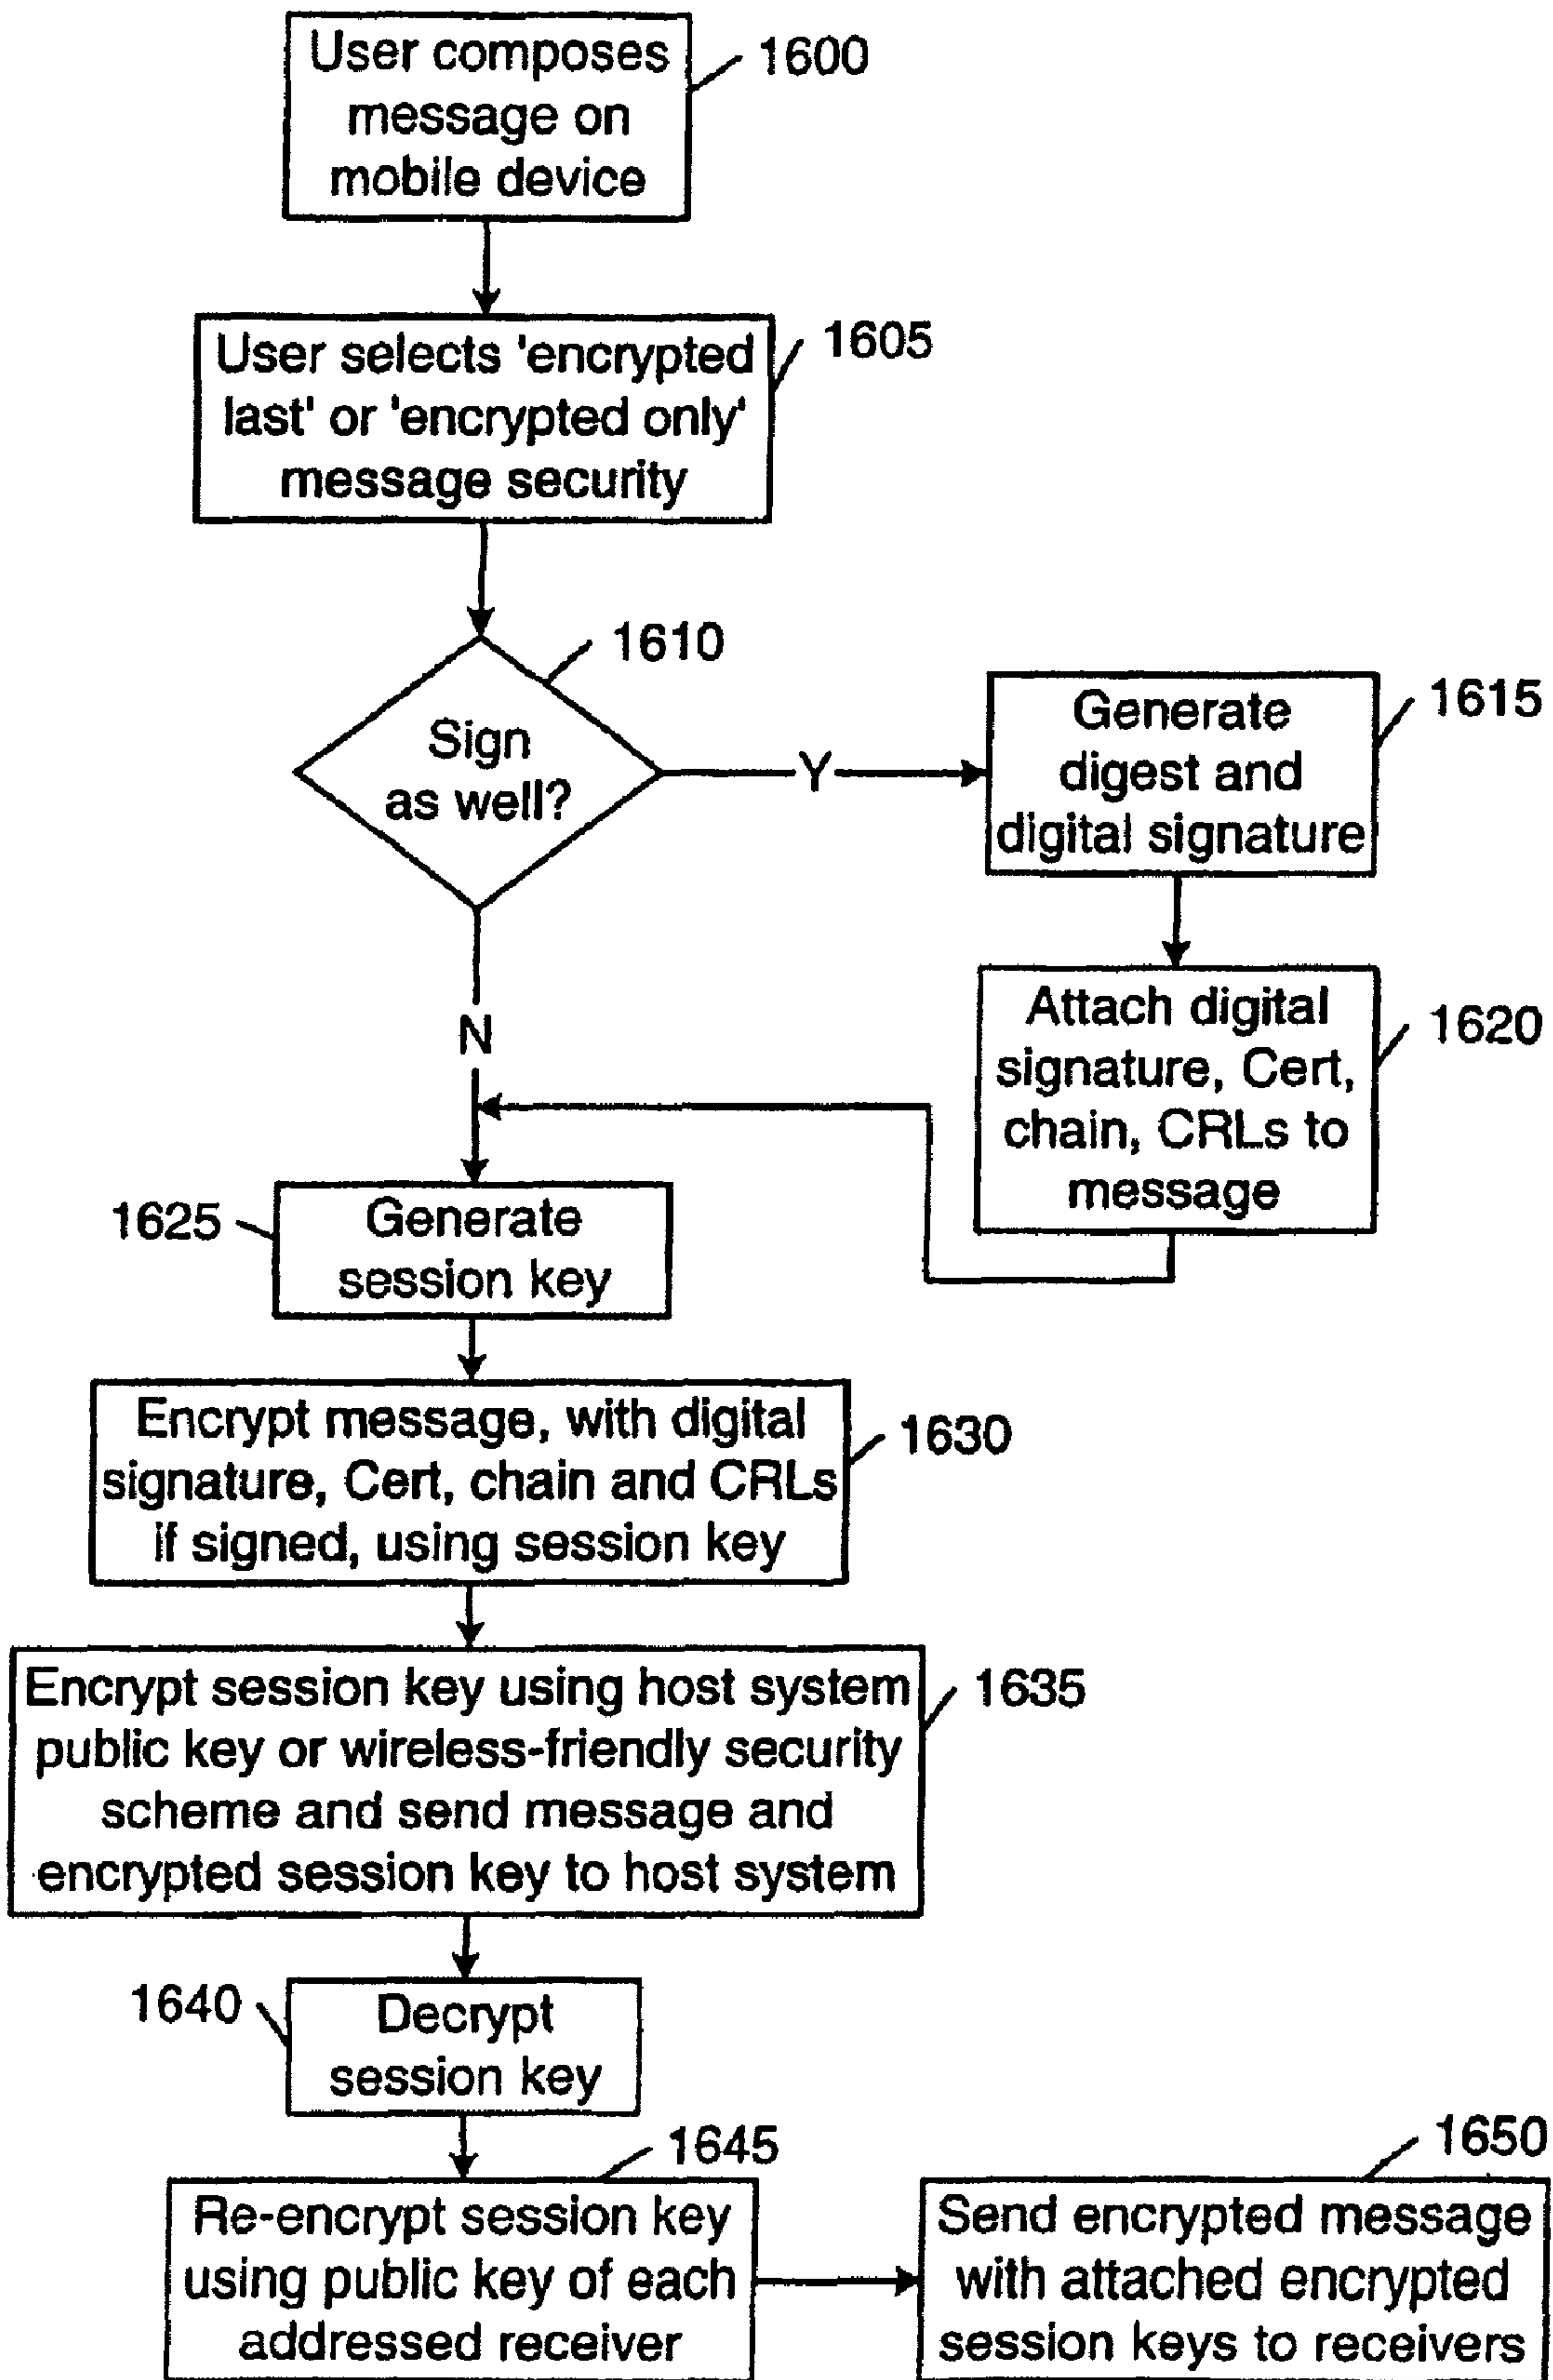 User composes
message on
mobile device
1600
User selects 'encrypted
last' or 'encrypted only'
message security
1605
1610
Sign
as well?
Y
Generate
digest and
digital signature
1615
N
Attach digital
signature, Cert,
chain, CRLs to
message
1620
1625
Generate
session key
Encrypt message, with digital
signature, Cert, chain and CRLs
if signed, using session key
1630
Encrypt session key using host system
public key or wireless-friendly security
scheme and send message and
encrypted session key to host system
1635
1640
Decrypt
session key
1645
Re-encrypt session key
using public key of each
addressed receiver
1650
Send encrypted message
with attached encrypted
session keys to receivers